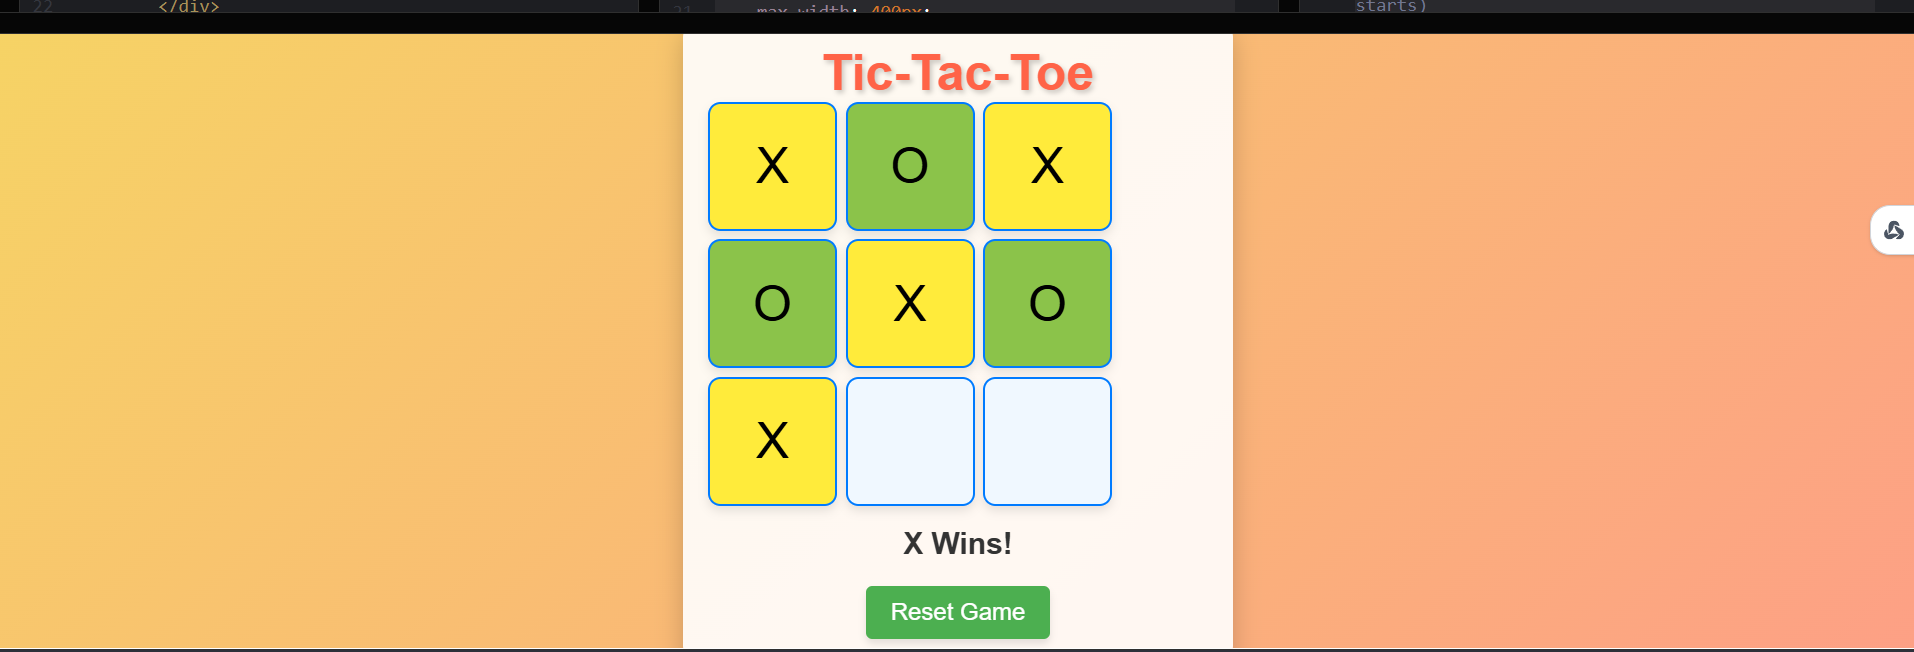 22 </div> 21 max-width: 400px; starts)
Tic-Tac-Toe
X O X
O X O
X
X Wins!
Reset Game